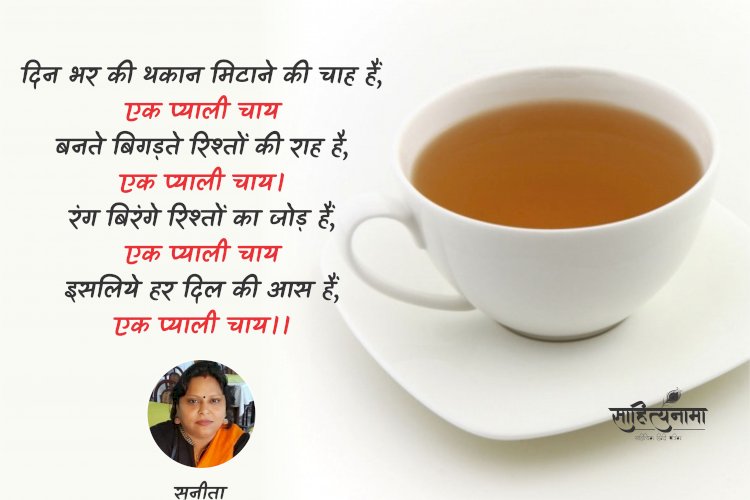 दिन भर की थकान मिटाने की चाह हैं,
एक प्याली चाय
बनते बिगड़ते रिश्तों की राह है,
एक प्याली चाय।
रंग बिरंगे रिश्तों का जोड़ हैं,
एक प्याली चाय
इसलिये हर दिल की आस हैं,
एक प्याली चाय।।
साहित्यनामा
सुनीता